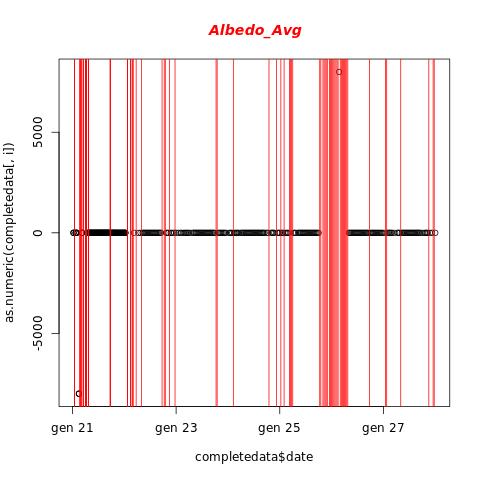 Albedo_Avg
as.numeric(completedata[, i])
5000
0
-5000
gen 21
gen 23
gen 25
gen 27
completedata$date